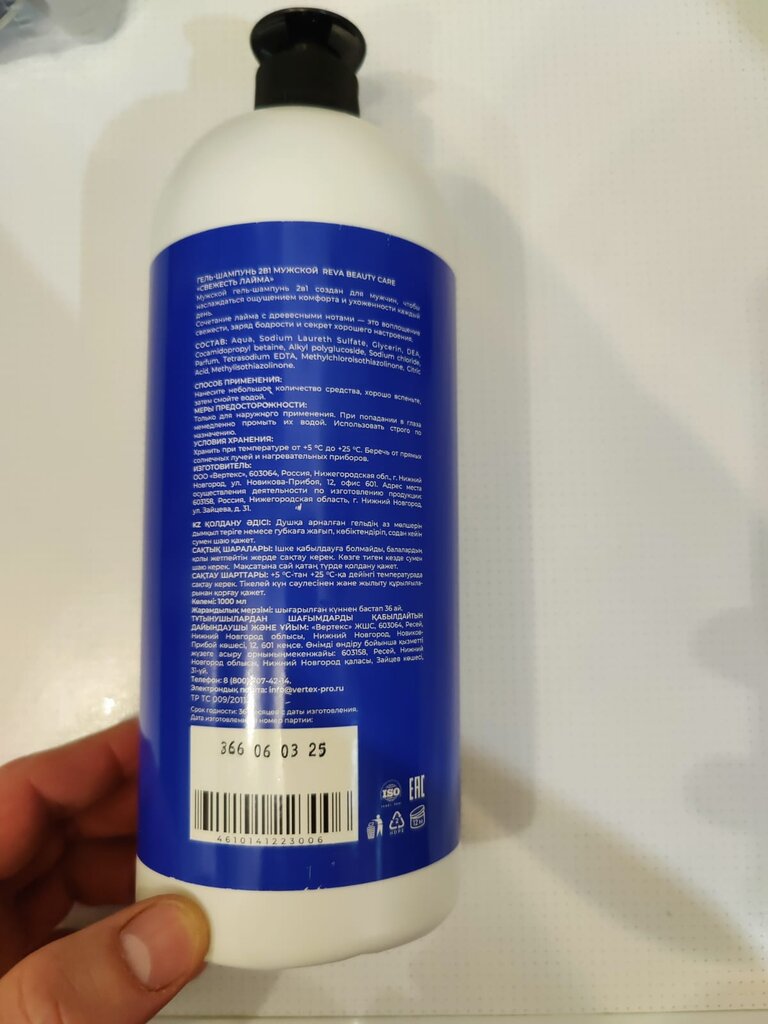 ГЕЛЬ-ШАМПУНЬ 2В1 МУЖСКОЙ REVA BEAUTY CARE
«СВЕЖЕСТЬ ЛАЙМА»
Мужской гель-шампунь 2в1 создан для мужчин, чтобы
наслаждаться ощущением комфорта и ухоженности каждый
день.
Сочетание лайма с древесными нотами — это воплощение
свежести, заряд бодрости и секрет хорошего настроения.
СОСТАВ: Aqua, Sodium Laureth Sulfate, Glycerin, DEA,
Cocamidopropyl betaine, Alkyl polyglucoside, Sodium chloride,
Parfum, Tetrasodium EDTA, Methylchloroisothiazolinone, Citric
Acid, Methylisothiazolinone.
СПОСОБ ПРИМЕНЕНИЯ:
Нанесите небольшое количество средства, хорошо вспеньте,
затем смойте водой.
МЕРЫ ПРЕДОСТОРОЖНОСТИ:
Только для наружного применения. При попадании в глаза
немедленно промыть их водой. Использовать строго по
назначению.
УСЛОВИЯ ХРАНЕНИЯ:
Хранить при температуре от +5 °C до +25 °C. Беречь от прямых
солнечных лучей и нагревательных приборов.
ИЗГОТОВИТЕЛЬ:
ООО «Вертекс», 603064, Россия, Нижегородская обл., г. Нижний
Новгород, ул. Новикова-Прибоя, 12, офис 601. Адрес места
осуществления деятельности по изготовлению продукции:
603158, Россия, Нижегородская область, г. Нижний Новгород,
ул. Зайцева, д. 31.
KZ ҚОЛДАНУ ӘДІСІ: Душқа арналған гельдің аз мөлшерін
дымқыл теріге немесе губкаға жағып, көбіктендіріп, содан кейін
сумен шаю қажет.
САҚТЫҚ ШАРАЛАРЫ: Ішке қабылдауға болмайды, балалардың
қолы жетпейтін жерде сақтау керек. Көзге тиген кезде сумен
шаю керек. Мақсатына сай қатаң түрде қолдану қажет.
САҚТАУ ШАРТТАРЫ: +5 °C-тан +25 °C-қа дейінгі температурада
сақтау керек. Тікелей күн сәулесінен және жылыту құрылғыла-
рынан қорғау қажет.
Көлемі: 1000 мл
Жарамдылық мерзімі: шығарылған күннен бастап 36 ай.
ТҰТЫНУШЫЛАРДАН ШАҒЫМДАРДЫ ҚАБЫЛДАЙТЫН
ДАЙЫНДАУШЫ ЖӘНЕ ҰЙЫМ: «Вертекс» ЖШС, 603064, Ресей,
Нижний Новгород облысы, Нижний Новгород, Новиков-
Прибой көшесі, 12, 601 кеңсе. Өнімді өндіру бойынша қызметті
жүзеге асыру орнының мекенжайы: 603158, Ресей, Нижний
Новгород облысы, Нижний Новгород қаласы, Зайцев көшесі,
31-үй.
Телефон: 8 (800) 707-42-14.
Электрондық пошта: info@vertex-pro.ru
ТР ТС 009/2011
Срок годности: 36 месяцев с даты изготовления.
Дата изготовления и номер партии:
366 06 03 25
4610141223006
ISO
EAC
HDPE